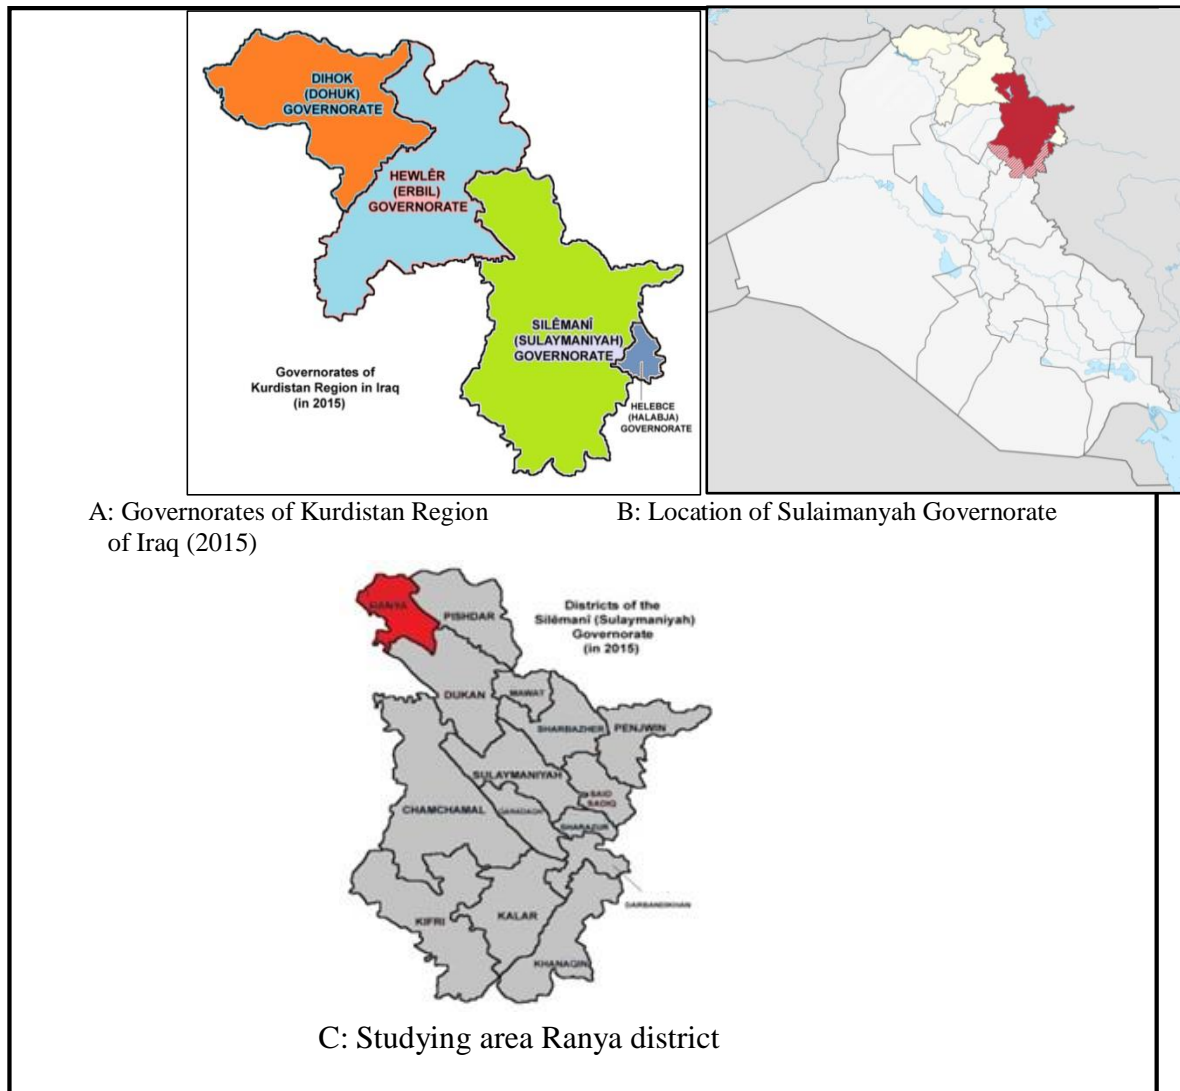 DIHOK
(DOHUK)
GOVERNORATE
HEWLÊR
(ERBIL)
GOVERNORATE
SILÊMANÎ
(SULAYMANIYAH)
GOVERNORATE
Governorates of
Kurdistan Region in Iraq
(in 2015)
HELEBCE
(HALABJA)
GOVERNORATE
A: Governorates of Kurdistan Region
of Iraq (2015)
B: Location of Sulaimanyah Governorate
RANYA
PISHDAR
Districts of the
Silêmanî (Sulaymaniyah)
Governorate
(in 2015)
DUKAN
MAWAT
SHARBAZHER
PENJWIN
SULAYMANIYAH
SAID
SADIQ
CHAMCHAMAL
QARADAGH
SHARAZUR
DARBANDIKHAN
KIFRI
KALAR
KHANAQIN
C: Studying area Ranya district